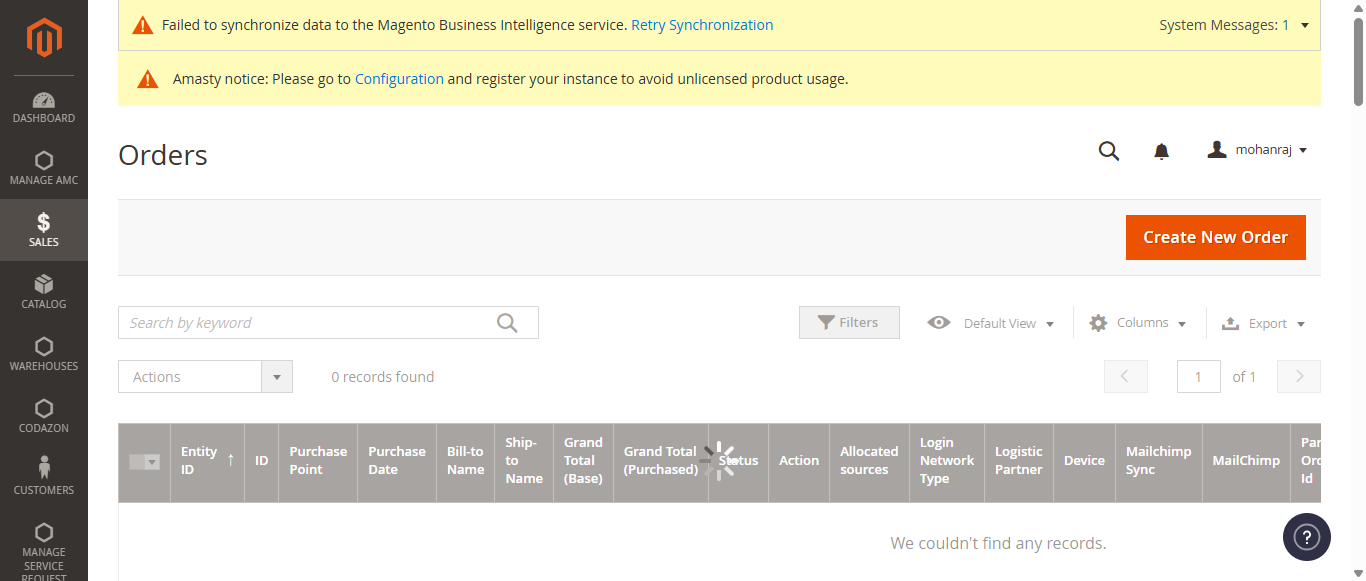 Failed to synchronize data to the Magento Business Intelligence service. Retry Synchronization
System Messages: 1
Amasty notice: Please go to Configuration and register your instance to avoid unlicensed product usage.
DASHBOARD
MANAGE AMC
SALES
CATALOG
WAREHOUSES
CODAZON
CUSTOMERS
MANAGE
SERVICE
REQUEST
Orders
mohanraj
Create New Order
Search by keyword
Filters
Default View
Columns
Export
Actions
0 records found
1
of 1
Entity
ID
ID
Purchase
Point
Purchase
Date
Bill-to
Name
Ship-
to
Name
Grand
Total
(Base)
Grand Total
(Purchased)
Status
Action
Allocated
sources
Login
Network
Type
Logistic
Partner
Device
Mailchimp
Sync
MailChimp
Id
We couldn't find any records.
?